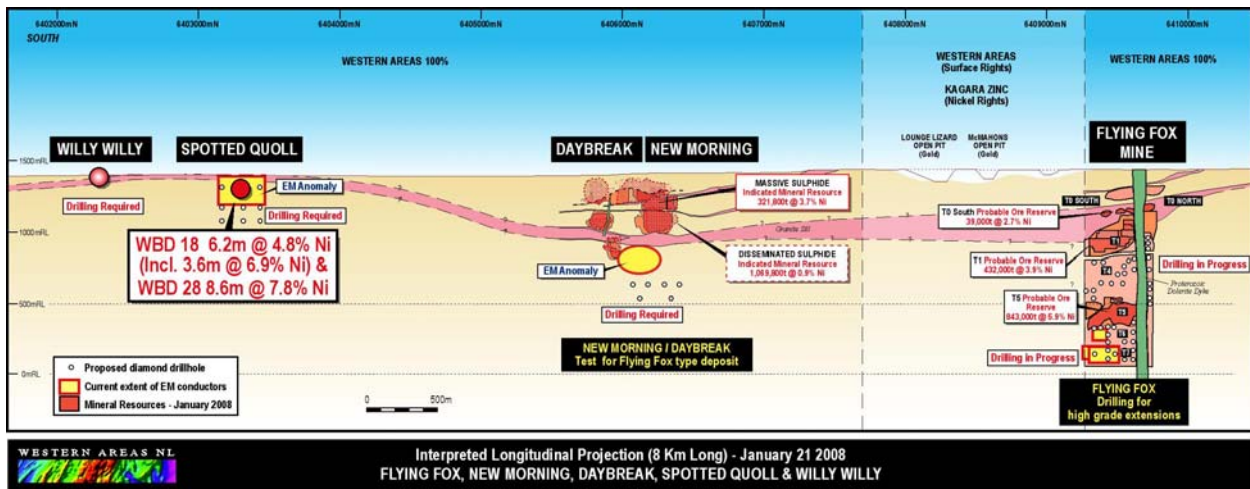 6402000mN
6403000mN
6404000mN
6405000mN
6406000mN
6407000mN
6408000mN
6409000mN
6410000mN
SOUTH
WESTERN AREAS 100%
WESTERN AREAS
(Surface Rights)
KAGARA ZINC
(Nickel Rights)
WESTERN AREAS 100%
LOUNGE LIZARD
OPEN PIT
(Gold)
McMAHONS
OPEN PIT
(Gold)
FLYING FOX
MINE
WILLY WILLY
SPOTTED QUOLL
DAYBREAK
NEW MORNING
1500mRL
EM Anomaly
Drilling Required
Drilling Required
MASSIVE SULPHIDE
Indicated Mineral Resource
321,800t @ 3.7% Ni
T0 SOUTH
T0 NORTH
T0 South Probable Ore
Reserve
39,000t @ 2.7% Ni
1000mRL
WBD 18 6.2m @ 4.8% Ni
(Incl. 3.6m @ 6.9% Ni) &
WBD 28 8.6m @ 7.8% Ni
Granite Sill
T1
EM Anomaly
DISSEMINATED SULPHIDE
Indicated Mineral Resource
1,069,800t @ 0.9% Ni
T1 Probable Ore
Reserve
432,000t @ 3.9% Ni
T4
Drilling in Progress
Proterozoic
Dolerite Dyke
500mRL
Drilling Required
T5 Probable Ore
Reserve
843,000t @ 5.9% Ni
T5
T6
T7
NEW MORNING / DAYBREAK
Test for Flying Fox type deposit
Drilling in Progress
0mRL
Proposed diamond drillhole
Current extent of EM conductors
Mineral Resources - January 2008
0
500m
FLYING FOX
Drilling for
high grade extensions
WESTERN AREAS NL
Interpreted Longitudinal Projection (8 Km Long) - January 21 2008
FLYING FOX, NEW MORNING, DAYBREAK, SPOTTED QUOLL & WILLY WILLY